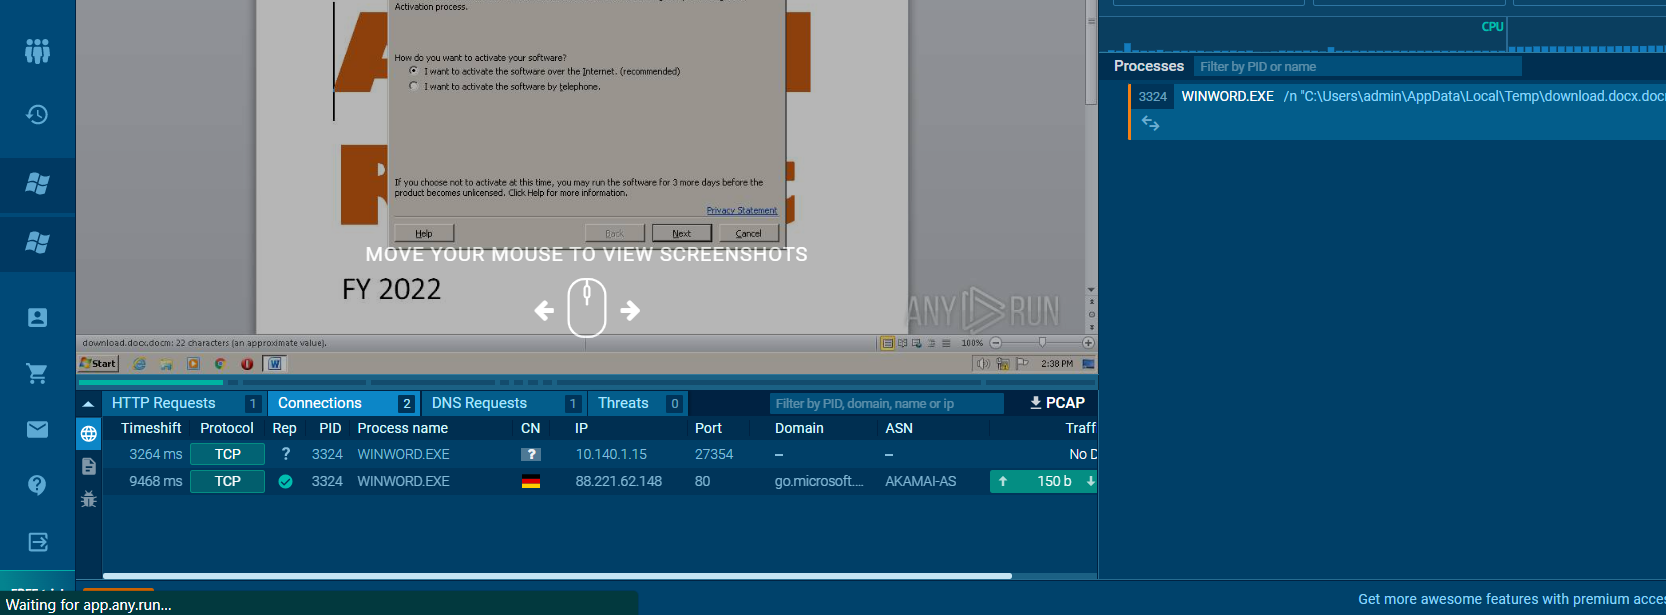 Activation process.
How do you want to activate your software?
I want to activate the software over the Internet. (recommended)
I want to activate the software by telephone.
If you choose not to activate at this time, you may run the software for 3 more days before the
product becomes unlicensed. Click Help for more information.
Privacy Statement
Help Back Next Cancel
MOVE YOUR MOUSE TO VIEW SCREENSHOTS
FY 2022
ANY RUN
download.docx.docm: 22 characters (an approximate value).
100%
Start
2:38 PM
HTTP Requests 1 Connections 2 DNS Requests 1 Threats 0 Filter by PID, domain, name or ip PCAP
Timeshift Protocol Rep PID Process name CN IP Port Domain ASN Traff
3264 ms TCP ? 3324 WINWORD.EXE ? 10.140.1.15 27354 – – No D
9468 ms TCP 3324 WINWORD.EXE 88.221.62.148 80 go.microsoft.... AKAMAI-AS 150 b
CPU
Processes Filter by PID or name
3324 WINWORD.EXE /n "C:\Users\admin\AppData\Local\Temp\download.docx.doc
Waiting for app.any.run...
Get more awesome features with premium acces